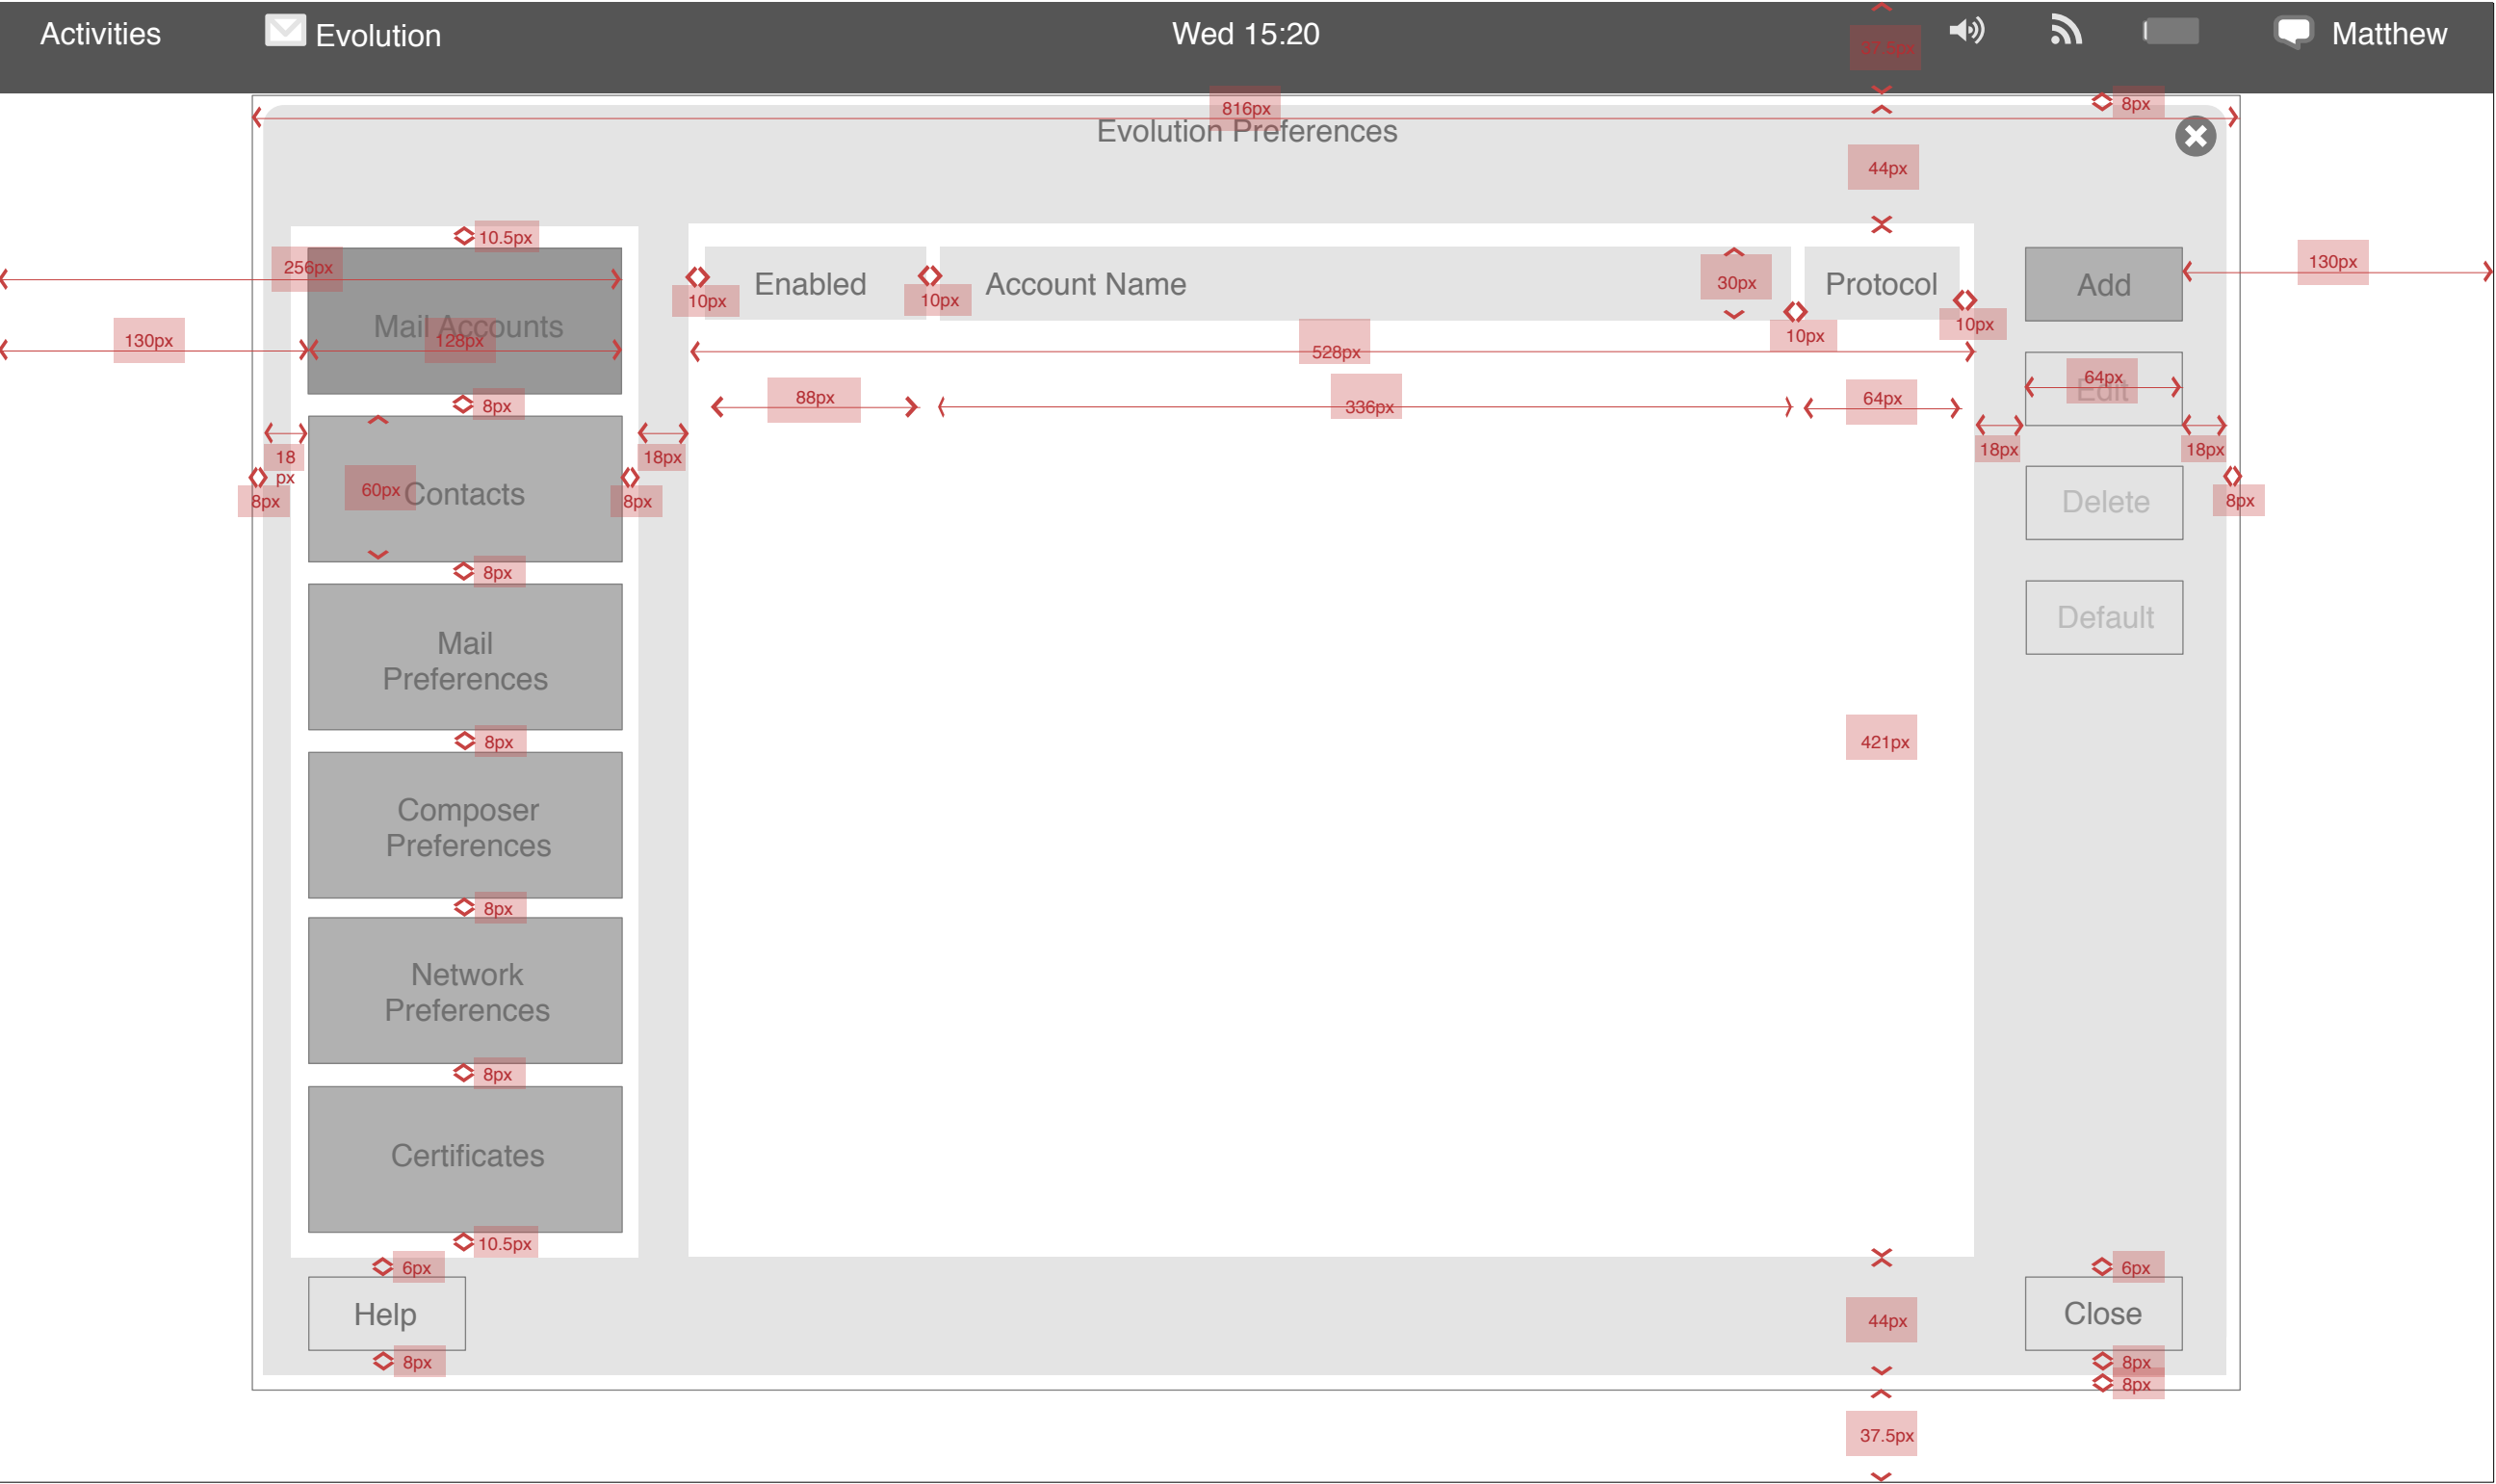 Activities
Evolution
Wed 15:20
37.5px
Matthew
816px
8px
Evolution Preferences
44px
10.5px
256px
130px
Enabled
Account Name
30px
Protocol
Add
10px
10px
10px
10px
Mail Accounts
130px
128px
528px
88px
336px
64px
64px
Edit
8px
18
px
18px
18px
18px
60px
Contacts
8px
8px
8px
Delete
8px
Default
Mail
Preferences
8px
421px
Composer
Preferences
8px
Network
Preferences
8px
Certificates
10.5px
6px
6px
Help
44px
Close
8px
8px
8px
37.5px